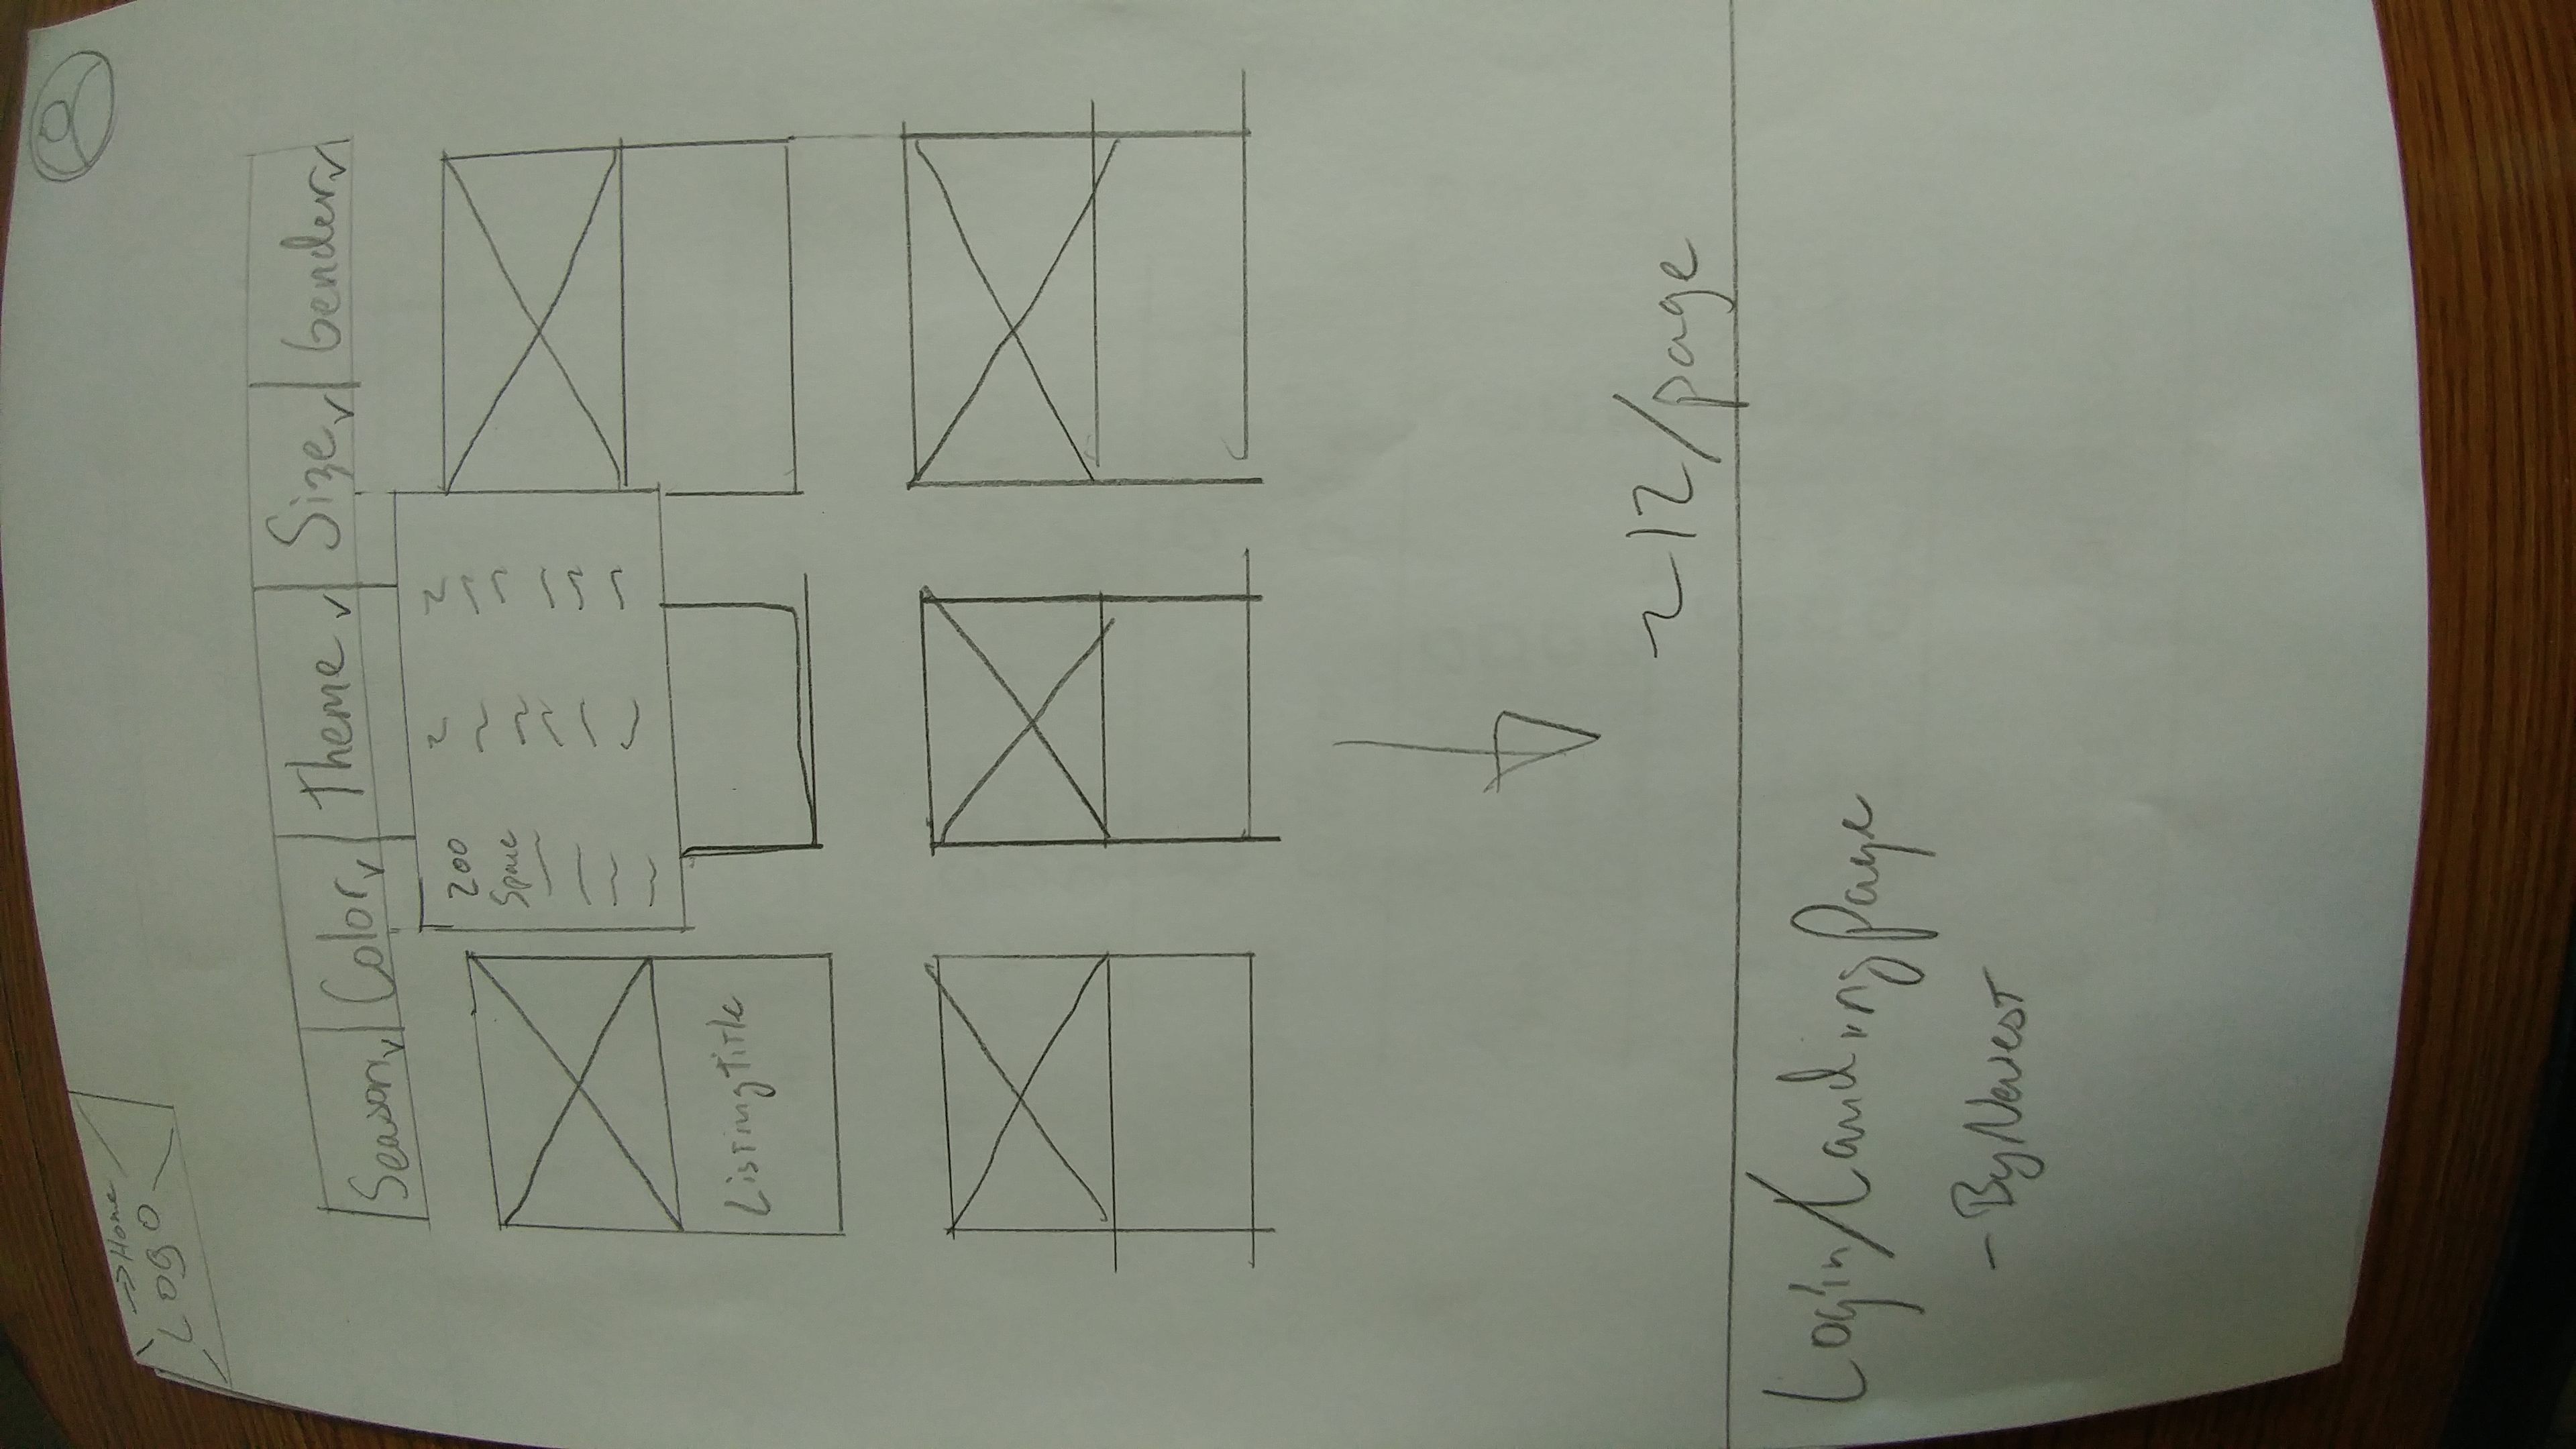 →Home
Logo
Season Color Theme Size Gender
Zoo
Space
Listing Title
~12/page
Login/Landing Page
- By Newest